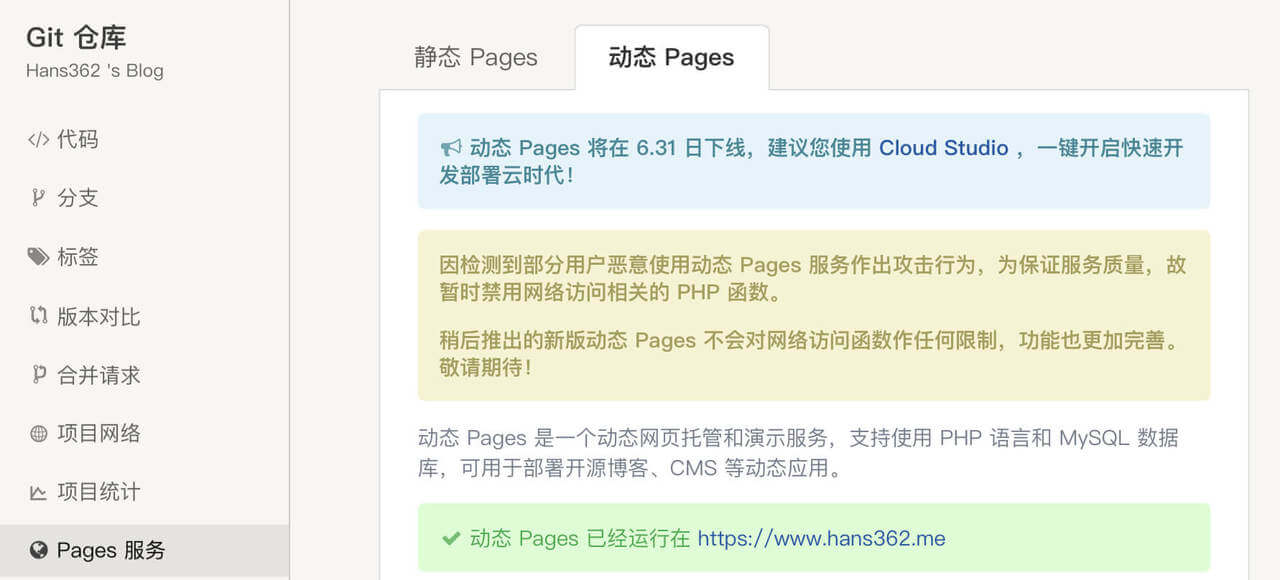 Git 仓库
Hans362 's Blog
代码
分支
标签
版本对比
合并请求
项目网络
项目统计
Pages 服务
静态 Pages
动态 Pages
动态 Pages 将在 6.31 日下线，建议您使用 Cloud Studio ，一键开启快速开
发部署云时代！
因检测到部分用户恶意使用动态 Pages 服务作出攻击行为，为保证服务质量，故
暂时禁用网络访问相关的 PHP 函数。
稍后推出的新版动态 Pages 不会对网络访问函数作任何限制，功能也更加完善。
敬请期待！
动态 Pages 是一个动态网页托管和演示服务，支持使用 PHP 语言和 MySQL 数据
库，可用于部署开源博客、CMS 等动态应用。
动态 Pages 已经运行在 https://www.hans362.me